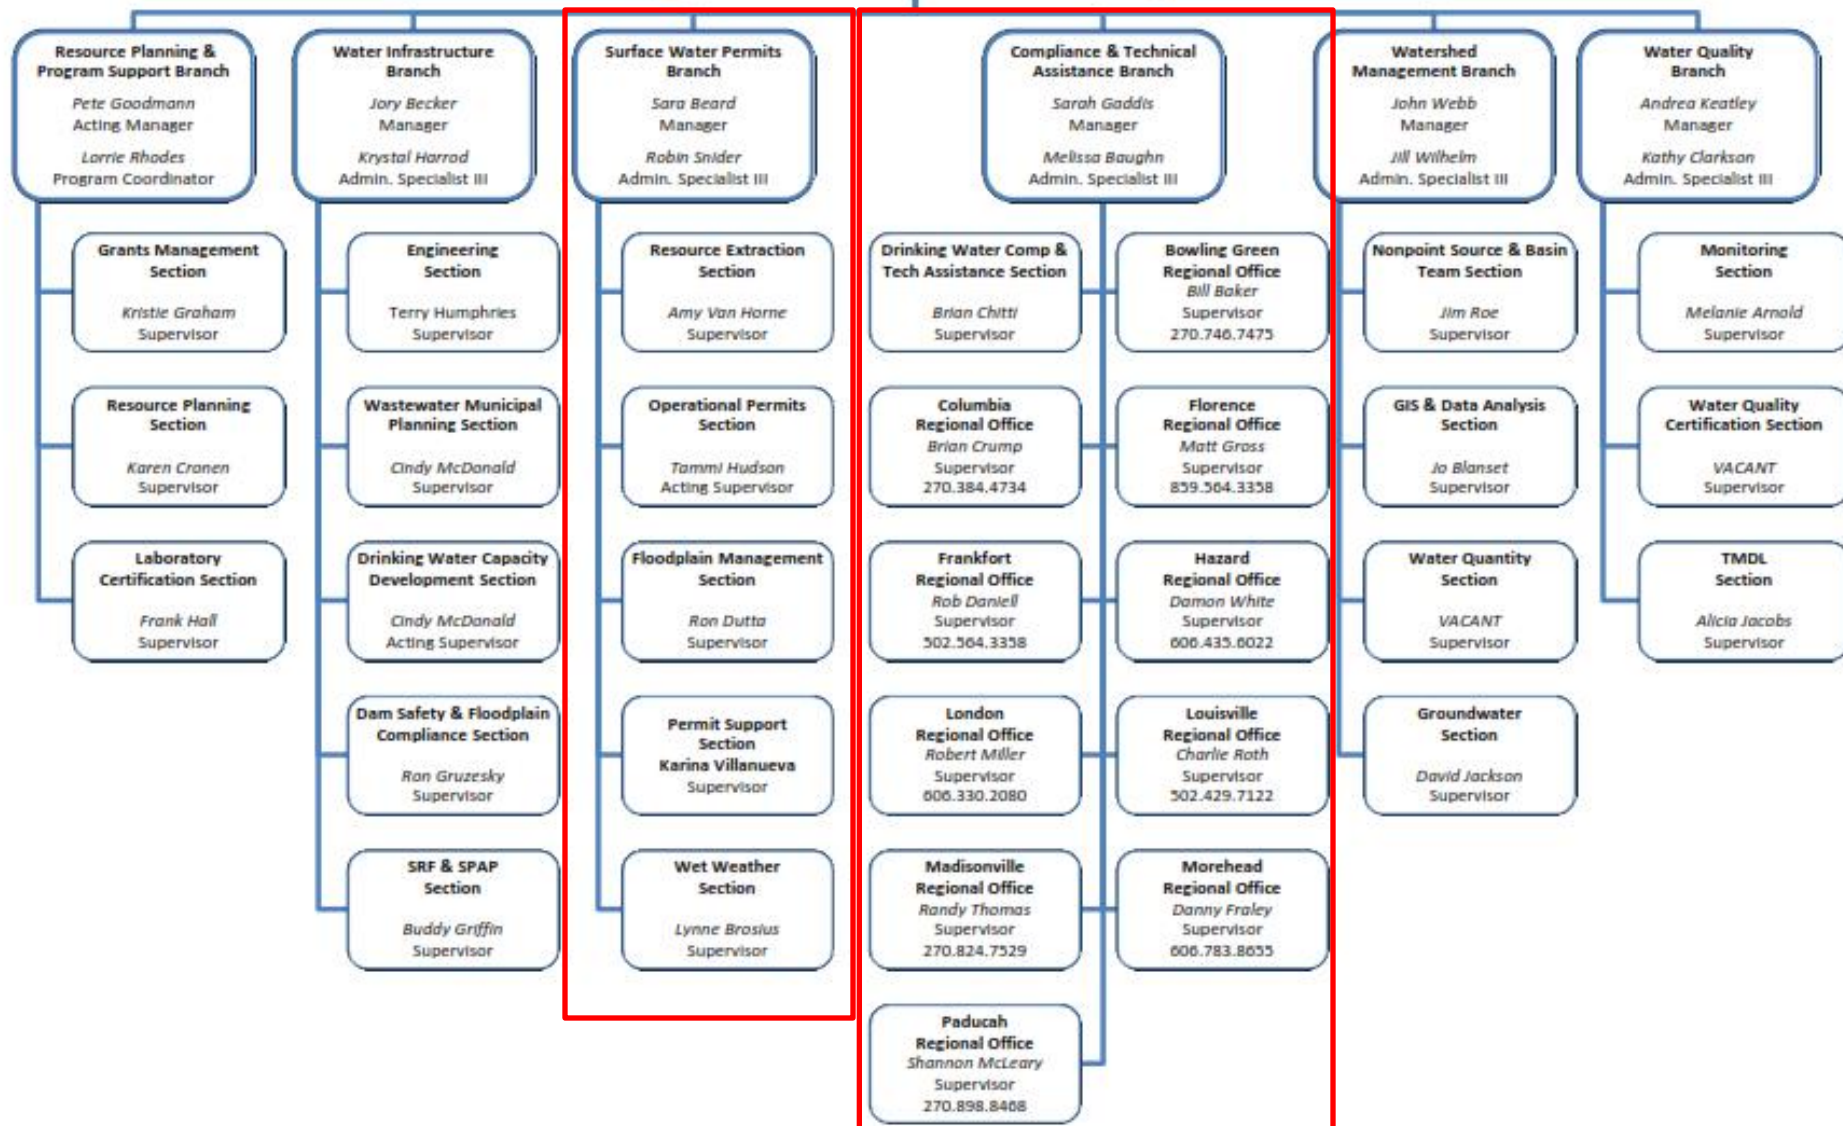 Resource Planning &
Program Support Branch
Pete Goodmann
Acting Manager
Lorrie Rhodes
Program Coordinator
Grants Management
Section
Kristie Graham
Supervisor
Resource Planning
Section
Karen Cronen
Supervisor
Laboratory
Certification Section
Frank Hall
Supervisor
Water Infrastructure
Branch
Jory Becker
Manager
Krystal Harrod
Admin. Specialist III
Engineering
Section
Terry Humphries
Supervisor
Wastewater Municipal
Planning Section
Cindy McDonald
Supervisor
Drinking Water Capacity
Development Section
Cindy McDonald
Acting Supervisor
Dam Safety & Floodplain
Compliance Section
Ron Gruzesky
Supervisor
SRF & SPAP
Section
Buddy Griffin
Supervisor
Surface Water Permits
Branch
Sara Beard
Manager
Robin Snider
Admin. Specialist III
Resource Extraction
Section
Amy Van Horne
Supervisor
Operational Permits
Section
Tammi Hudson
Acting Supervisor
Floodplain Management
Section
Ron Dutta
Supervisor
Permit Support
Section
Karina Villanueva
Supervisor
Wet Weather
Section
Lynne Brosius
Supervisor
Compliance & Technical
Assistance Branch
Sarah Gaddis
Manager
Melissa Baughn
Admin. Specialist III
Drinking Water Comp &
Tech Assistance Section
Brian Chitti
Supervisor
Bowling Green
Regional Office
Bill Baker
Supervisor
270.746.7475
Columbia
Regional Office
Brian Crump
Supervisor
270.384.4734
Florence
Regional Office
Matt Gross
Supervisor
859.564.3358
Frankfort
Regional Office
Rob Daniell
Supervisor
502.564.3358
Hazard
Regional Office
Damon White
Supervisor
606.435.6022
London
Regional Office
Robert Miller
Supervisor
606.330.2080
Louisville
Regional Office
Charlie Roth
Supervisor
502.429.7122
Madisonville
Regional Office
Randy Thomas
Supervisor
270.824.7529
Morehead
Regional Office
Danny Fraley
Supervisor
606.783.8655
Paducah
Regional Office
Shannon McLeary
Supervisor
270.898.8468
Watershed
Management Branch
John Webb
Manager
Jill Wilhelm
Admin. Specialist III
Nonpoint Source & Basin
Team Section
Jim Roe
Supervisor
GIS & Data Analysis
Section
Jo Blanset
Supervisor
Water Quantity
Section
VACANT
Supervisor
Groundwater
Section
David Jackson
Supervisor
Water Quality
Branch
Andrea Keatley
Manager
Kathy Clarkson
Admin. Specialist III
Monitoring
Section
Melanie Arnold
Supervisor
Water Quality
Certification Section
VACANT
Supervisor
TMDL
Section
Alicia Jacobs
Supervisor